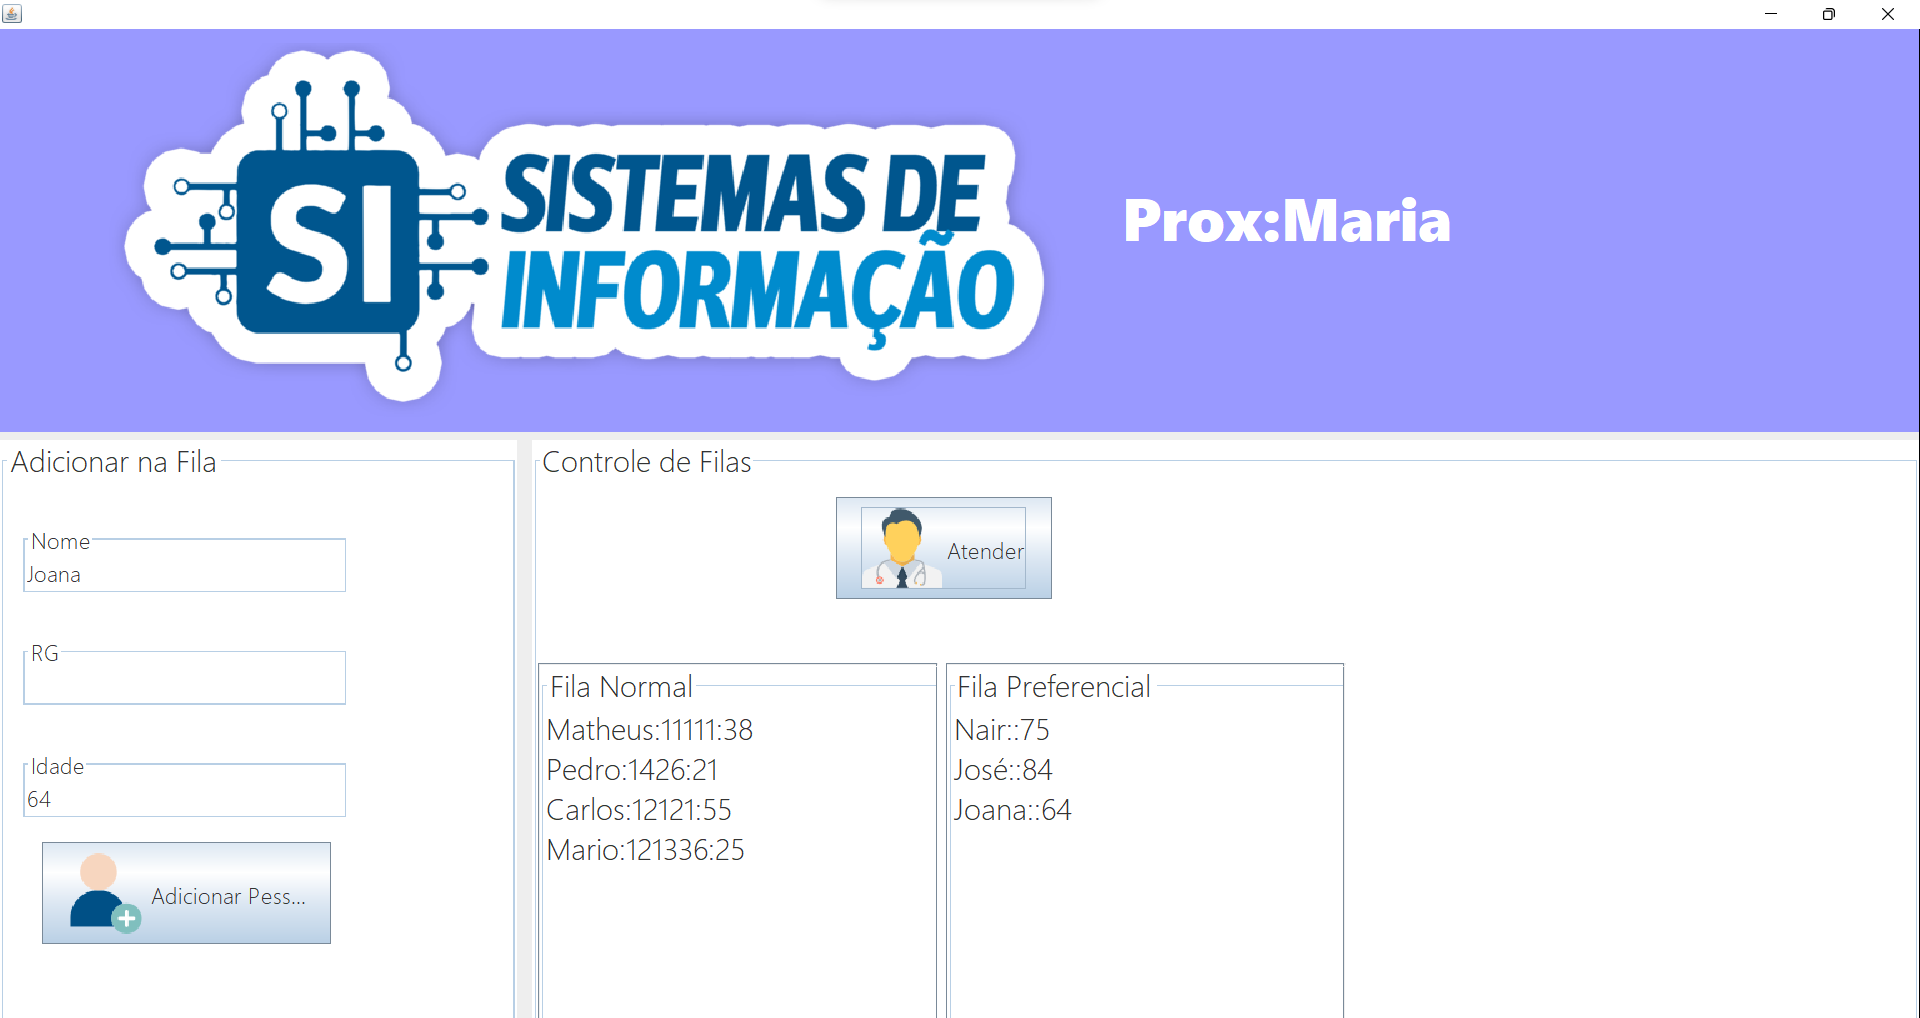 SI
SISTEMAS DE
INFORMAÇÃO
Prox:Maria
Adicionar na Fila
Nome
Joana
RG
Idade
64
Adicionar Pess...
Controle de Filas
Atender
Fila Normal
Matheus:11111:38
Pedro:1426:21
Carlos:12121:55
Mario:121336:25
Fila Preferencial
Nair::75
José::84
Joana::64